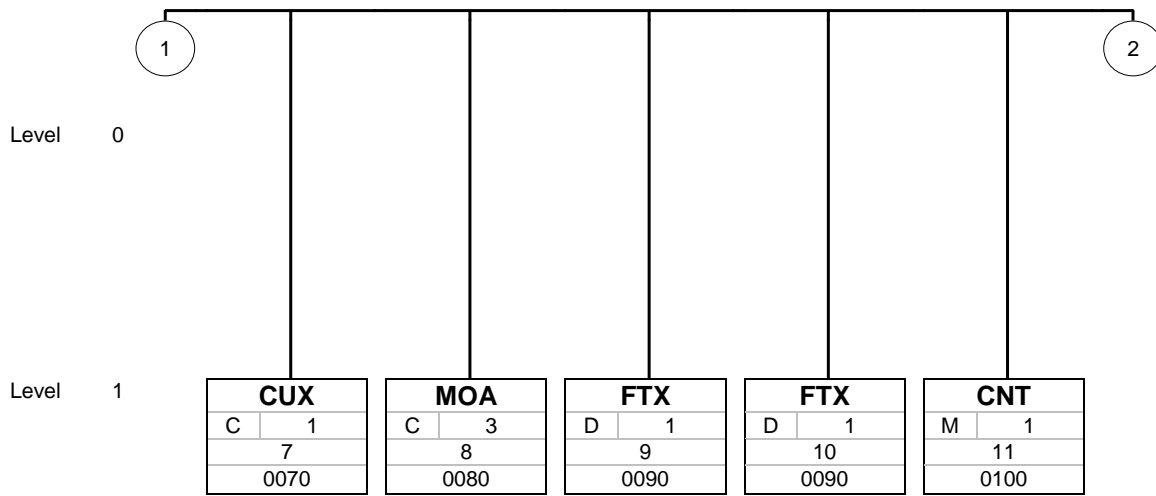 1 2
Level 0
Level 1
CUX MOA FTX FTX CNT
C 1 C 3 D 1 D 1 M 1
7 8 9 10 11
0070 0080 0090 0090 0100